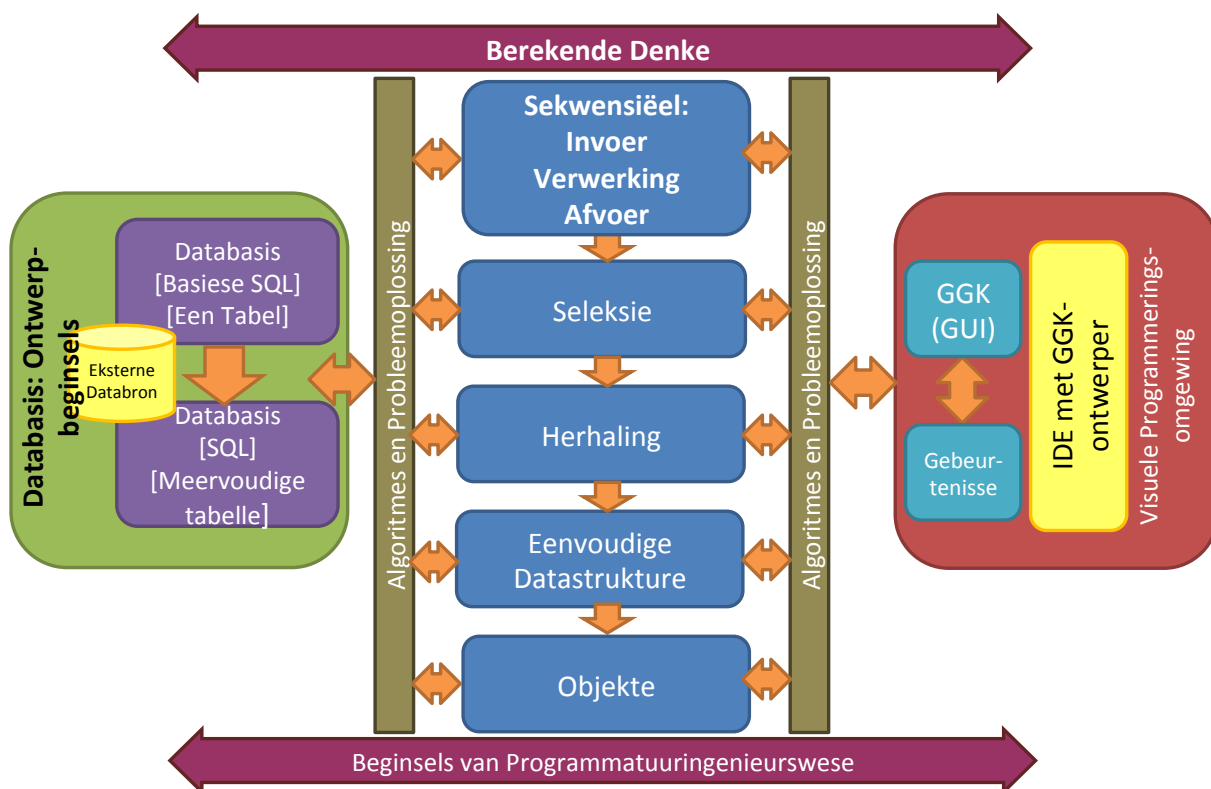 Berekende Denke
Databasis: Ontwerp-
beginsels
Databasis
[Basiese SQL]
[Een Tabel]
Eksterne
Databron
Databasis
[SQL]
[Meervoudige
tabelle]
Algoritmes en Probleemoplossing
Sekwensiëel:
Invoer
Verwerking
Afvoer
Seleksie
Herhaling
Eenvoudige
Datastrukture
Objekte
Algoritmes en Probleemoplossing
GGK
(GUI)
Gebeur-
tenisse
IDE met GGK-
ontwerper
Visuele Programmerings-
omgewing
Beginsels van Programmatuuringenieurswese